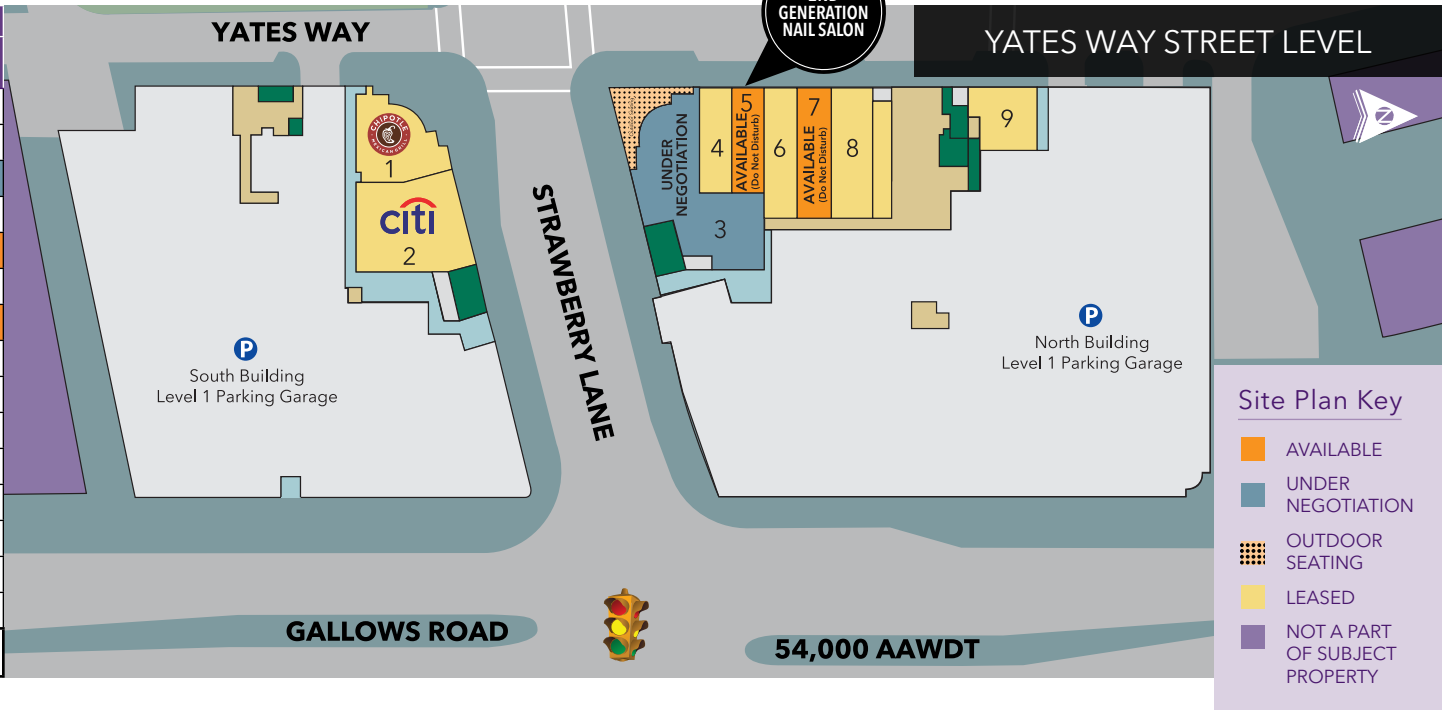 YATES WAY
GENERATION
NAIL SALON
YATES WAY STREET LEVEL
CHIPOTLE
MEXICAN GRILL
1
citi
2
STRAWBERRY LANE
UNDER
NEGOTIATION
3
4
5
AVAILABLE
(Do Not Disturb)
6
7
AVAILABLE
(Do Not Disturb)
8
9
N
P
South Building
Level 1 Parking Garage
P
North Building
Level 1 Parking Garage
GALLOWS ROAD
54,000 AAWDT
Site Plan Key
AVAILABLE
UNDER
NEGOTIATION
OUTDOOR
SEATING
LEASED
NOT A PART
OF SUBJECT
PROPERTY